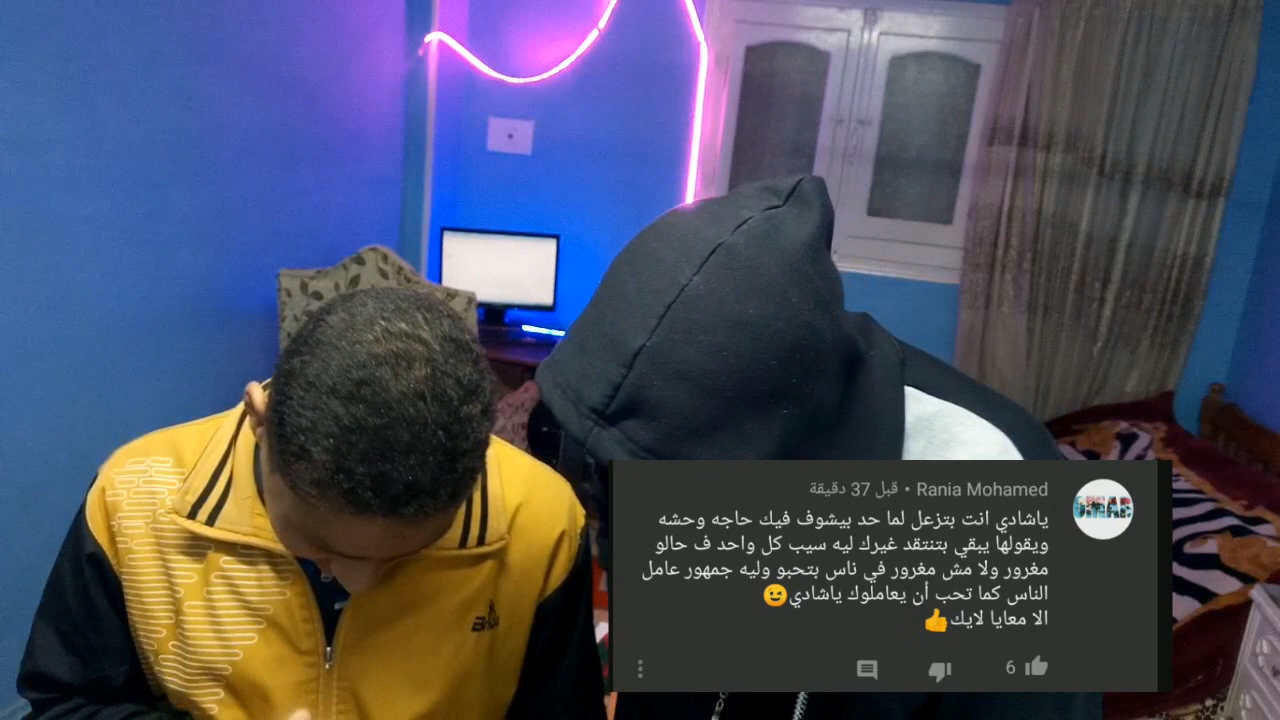 Rania Mohamed • قبل 37 دقيقة
ياشادي انت بتزعل لما حد بيشوف فيك حاجه وحشه
ويقولها يبقي بتنتقد غيرك ليه سيب كل واحد ف حالو
مغرور ولا مش مغرور في ناس بتحبو وليه جمهور عامل
الناس كما تحب أن يعاملوك ياشادي😉
الا معايا لايك👍
6